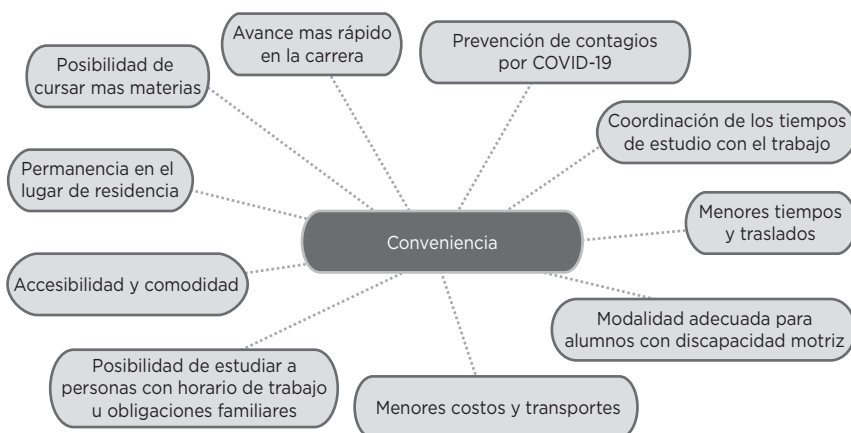 Avance mas rápido
en la carrera
Prevención de contagios
por COVID-19
Posibilidad de
cursar mas materias
Coordinación de los tiempos
de estudio con el trabajo
Permanencia en el
lugar de residencia
Menores tiempos
y traslados
Conveniencia
Accesibilidad y comodidad
Modalidad adecuada para
alumnos con discapacidad motriz
Posibilidad de estudiar a
personas con horario de trabajo
u obligaciones familiares
Menores costos y transportes